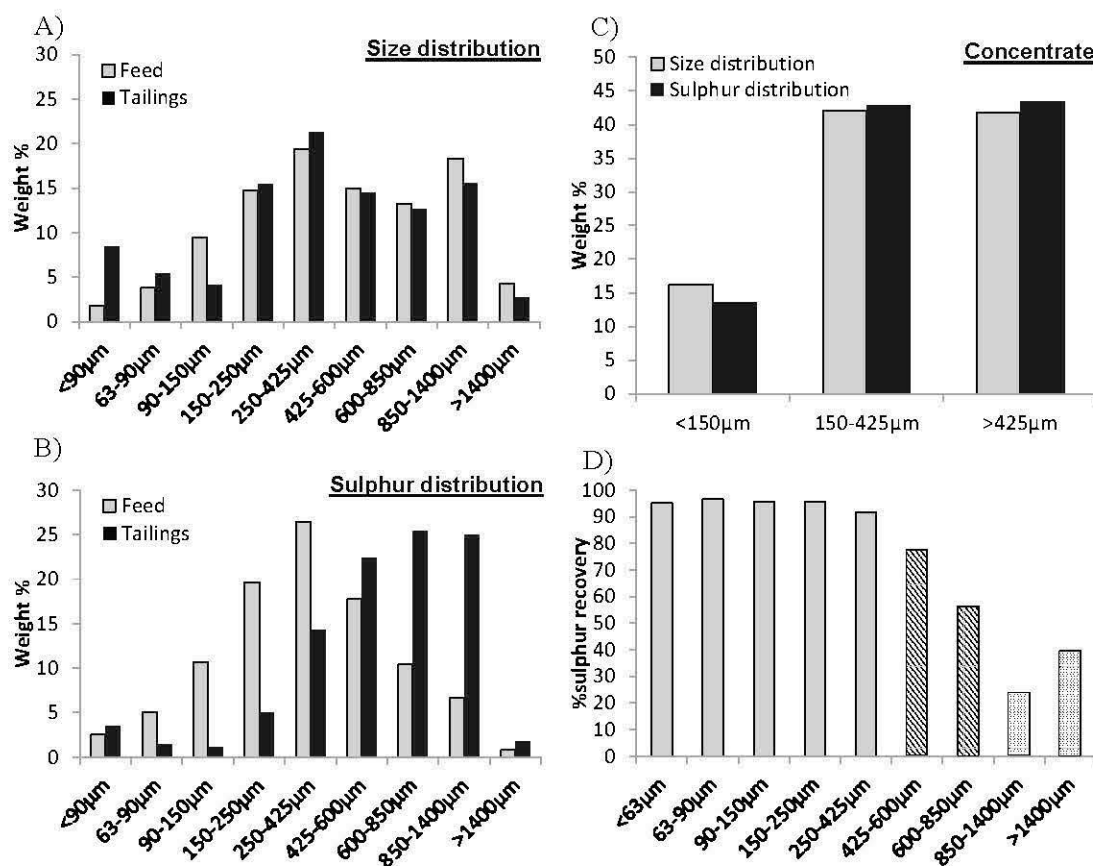 A)
Size distribution
Feed
Tailings
Weight %
30
25
20
15
10
5
0
<90µm
63-90µm
90-150µm
150-250µm
250-425µm
425-600µm
600-850µm
850-1400µm
>1400µm
C)
Concentrate
Size distribution
Sulphur distribution
Weight %
50
45
40
35
30
25
20
15
10
5
0
<150µm
150-425µm
>425µm
B)
Sulphur distribution
Feed
Tailings
Weight %
30
25
20
15
10
5
0
<90µm
63-90µm
90-150µm
150-250µm
250-425µm
425-600µm
600-850µm
850-1400µm
>1400µm
D)
%sulphur recovery
100
90
80
70
60
50
40
30
20
10
0
<63µm
63-90µm
90-150µm
150-250µm
250-425µm
425-600µm
600-850µm
850-1400µm
>1400µm